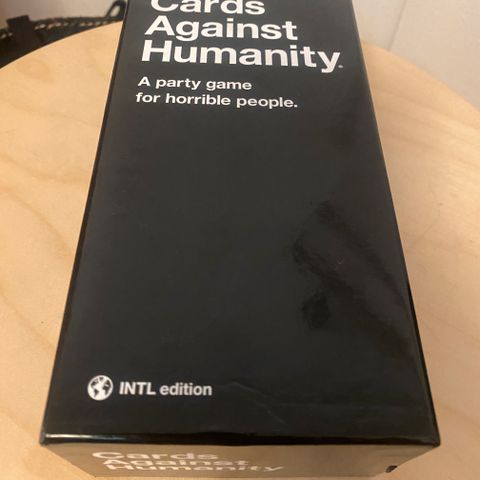 Cards
Against
Humanity®
A party game
for horrible people.
INTL edition
Cards
Against
Humanity